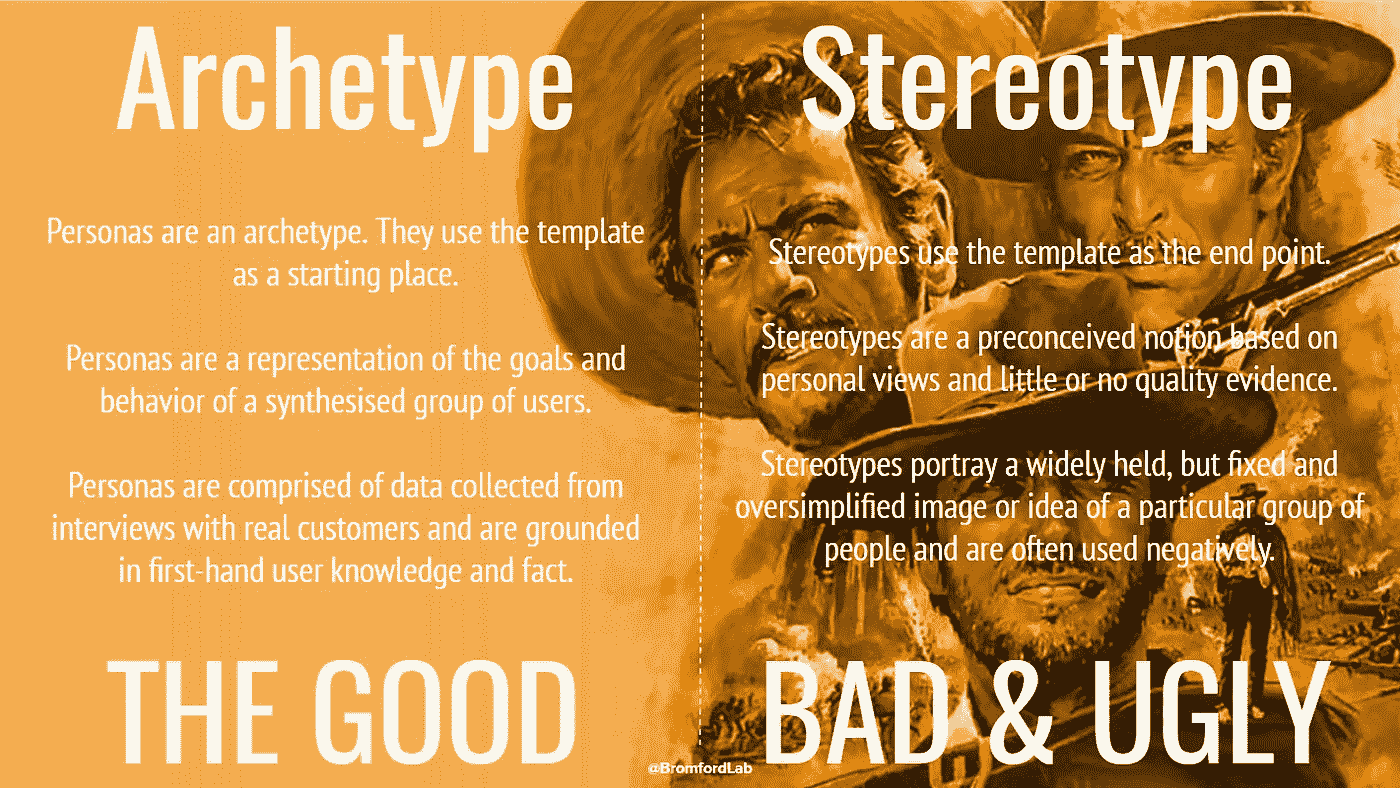 Archetype
Personas are an archetype. They use the template
as a starting place.
Personas are a representation of the goals and
behavior of a synthesised group of users.
Personas are comprised of data collected from
interviews with real customers and are grounded
in first-hand user knowledge and fact.
THE GOOD
Stereotype
Stereotypes use the template as the end point.
Stereotypes are a preconceived notion based on
personal views and little or no quality evidence.
Stereotypes portray a widely held, but fixed and
oversimplified image or idea of a particular group of
people and are often used negatively.
BAD & UGLY
@BromfordLab